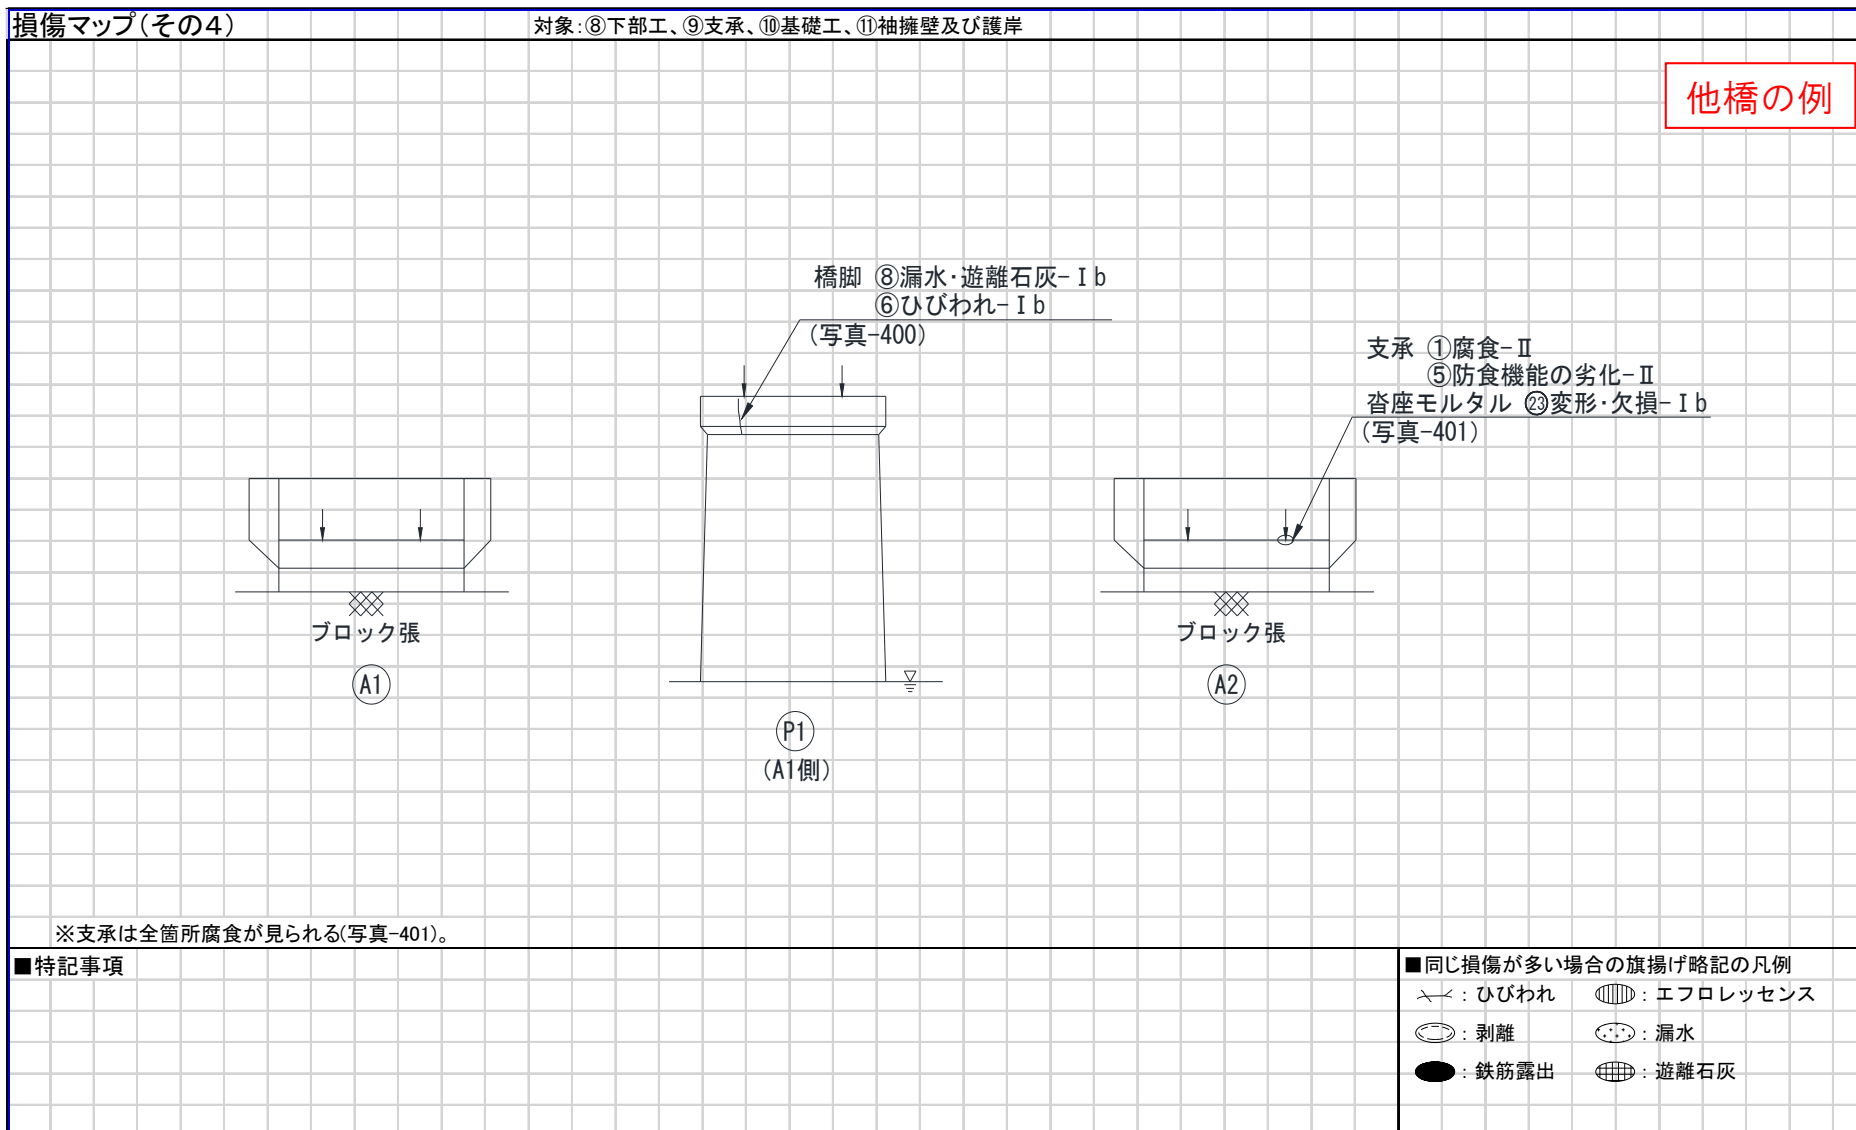 損傷マップ(その4)
対象:⑧下部工、⑨支承、⑩基礎工、⑪袖擁壁及び護岸
他橋の例
橋脚 ⑧漏水・遊離石灰-Ⅰb
⑥ひびわれ-Ⅰb
(写真-400)
支承 ①腐食-Ⅱ
⑤防食機能の劣化-Ⅱ
沓座モルタル ㉓変形・欠損-Ⅰb
(写真-401)
ブロック張
A1
P1
(A1側)
ブロック張
A2
※支承は全箇所腐食が見られる(写真-401)。
■特記事項
■同じ損傷が多い場合の旗揚げ略記の凡例
:ひびわれ :エフロレッセンス
:剥離 :漏水
:鉄筋露出 :遊離石灰